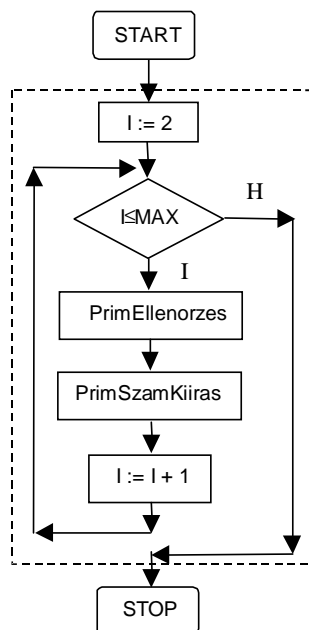 START
I := 2
I≤MAX
H
I
PrimEllenorzes
PrimSzamKiiras
I := I + 1
STOP